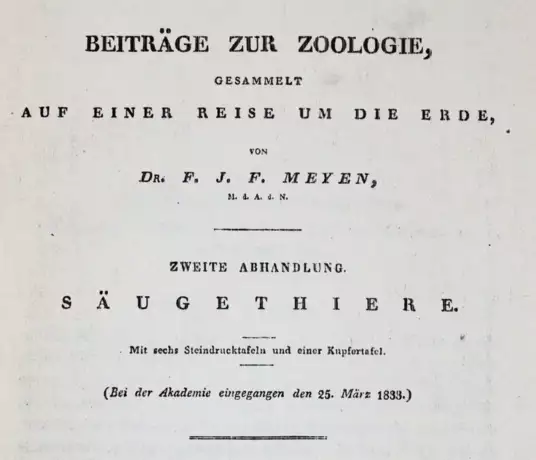 BEITRÄGE ZUR ZOOLOGIE,
GESAMMELT
AUF EINER REISE UM DIE ERDE,
VON
DR. F. J. F. MEYEN,
M. d. A. d. N.
ZWEITE ABHANDLUNG.
SÄUGETHIERE.
Mit sechs Steindrucktafeln und einer Kupfertafel.
(Bei der Akademie eingegangen den 25. März 1833.)